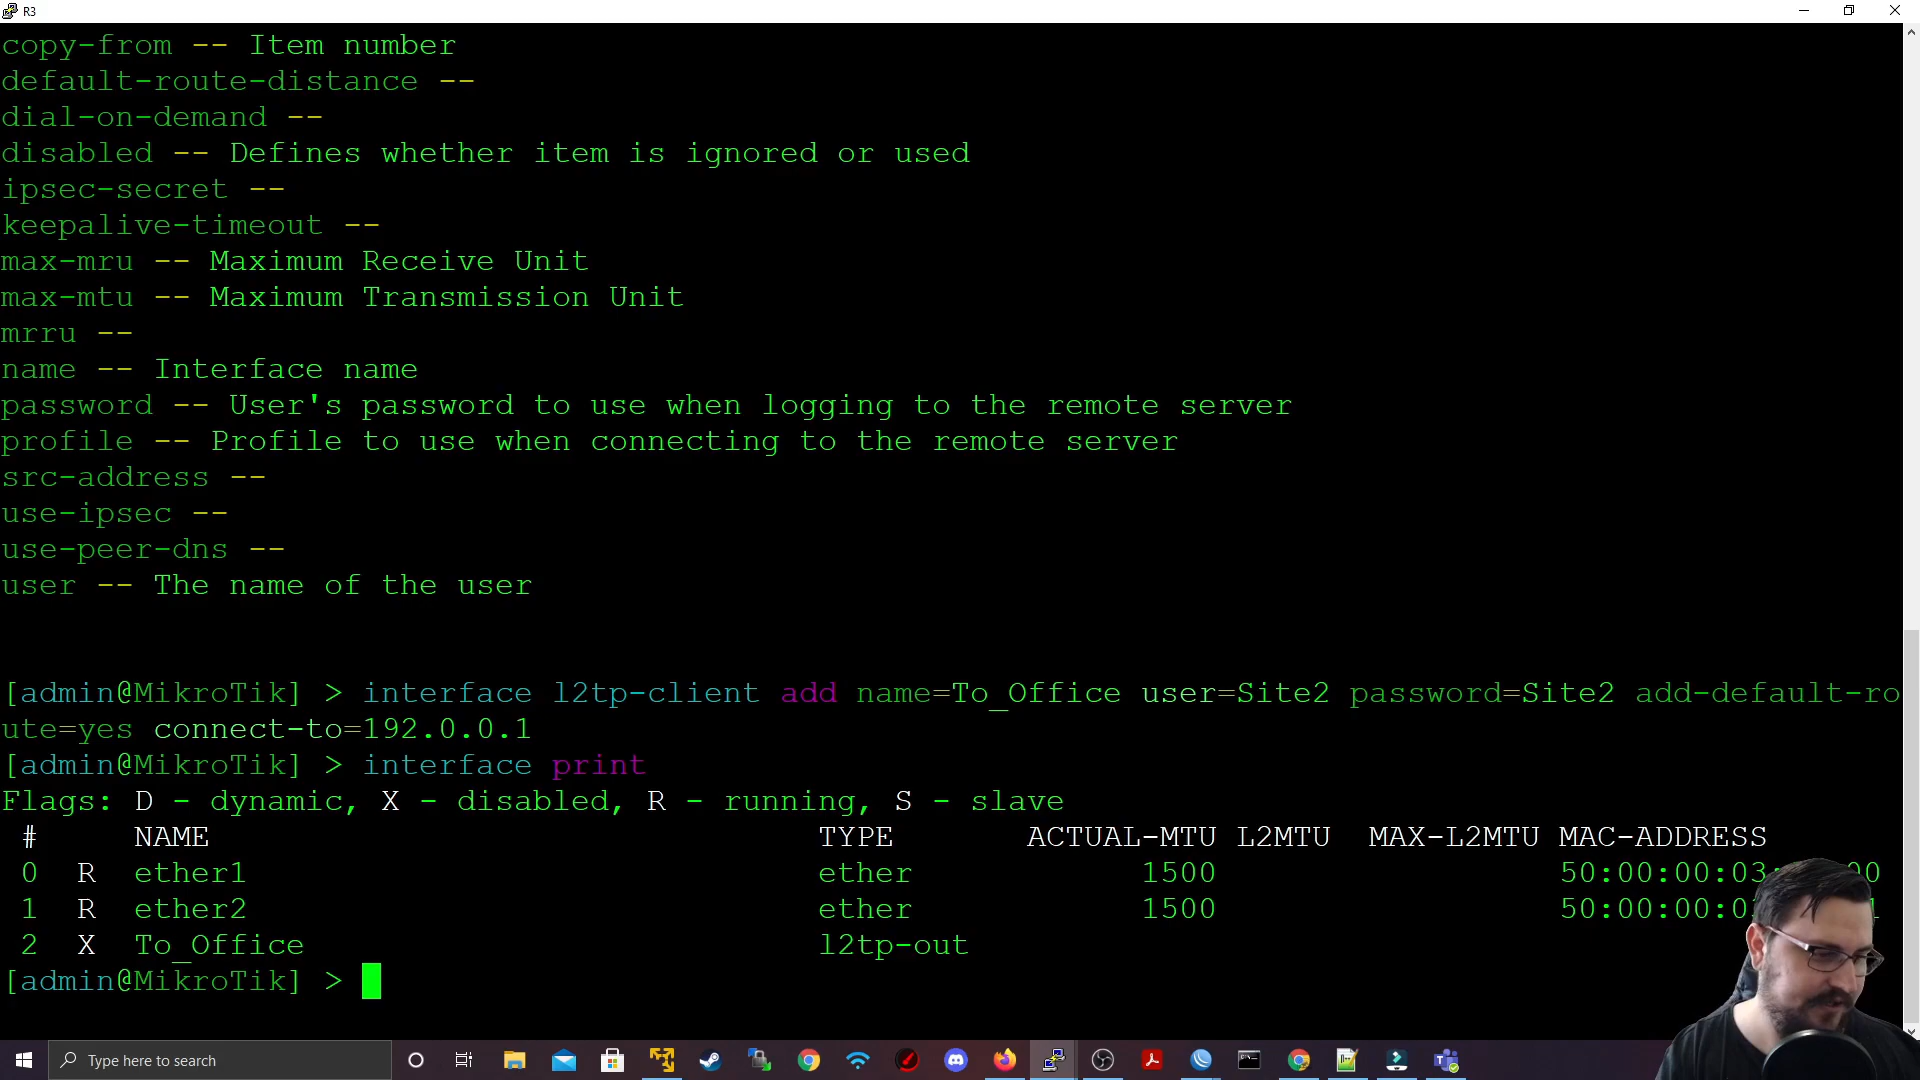 R3
copy-from -- Item number
default-route-distance --
dial-on-demand --
disabled -- Defines whether item is ignored or used
ipsec-secret --
keepalive-timeout --
max-mru -- Maximum Receive Unit
max-mtu -- Maximum Transmission Unit
mrru --
name -- Interface name
password -- User's password to use when logging to the remote server
profile -- Profile to use when connecting to the remote server
src-address --
use-ipsec --
use-peer-dns --
user -- The name of the user
[admin@MikroTik] > interface l2tp-client add name=To_Office user=Site2 password=Site2 add-default-ro
ute=yes connect-to=192.0.0.1
[admin@MikroTik] > interface print
Flags: D - dynamic, X - disabled, R - running, S - slave
# NAME TYPE ACTUAL-MTU L2MTU MAX-L2MTU MAC-ADDRESS
0 R ether1 ether 1500 50:00:00:03:
1 R ether2 ether 1500 50:00:00:0
2 X To_Office l2tp-out
[admin@MikroTik] >
Type here to search